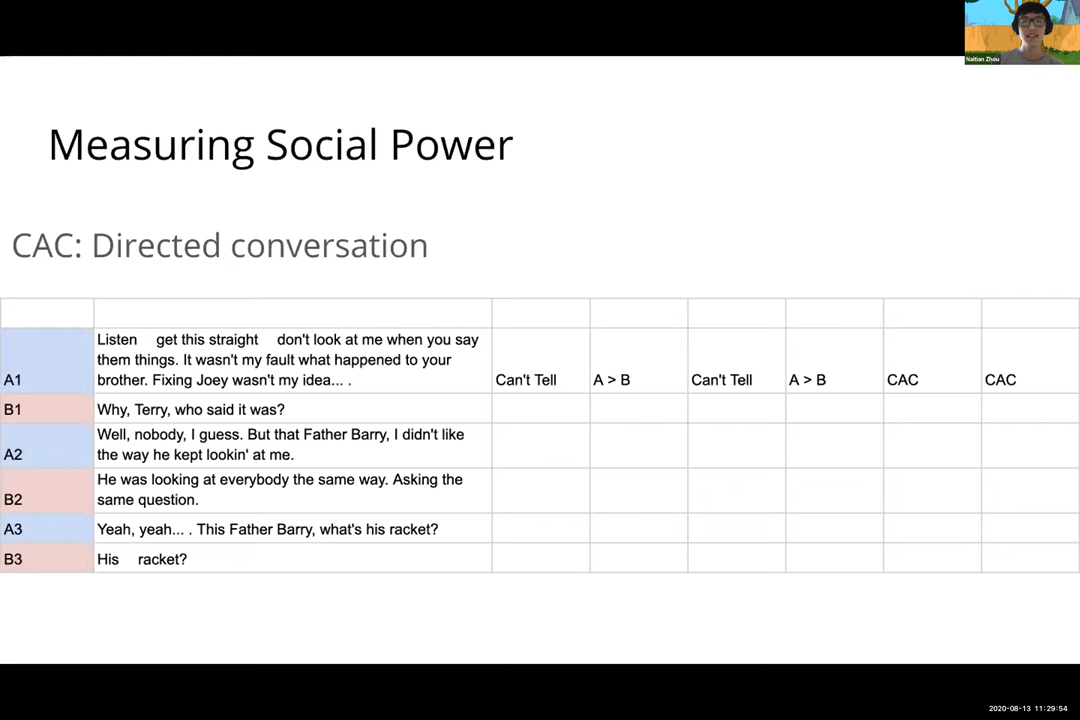 Naitian Zhou
Measuring Social Power
CAC: Directed conversation
Listen get this straight don't look at me when you say
them things. It wasn't my fault what happened to your
A1 brother. Fixing Joey wasn't my idea... . Can't Tell A > B Can't Tell A > B CAC CAC
B1 Why, Terry, who said it was?
Well, nobody, I guess. But that Father Barry, I didn't like
A2 the way he kept lookin' at me.
He was looking at everybody the same way. Asking the
B2 same question.
A3 Yeah, yeah... . This Father Barry, what's his racket?
B3 His racket?
2020-08-13 11:29:54